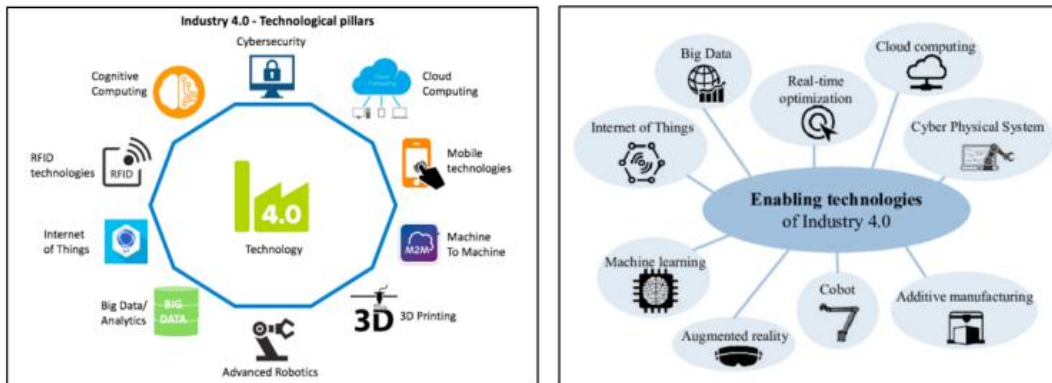 Industry 4.0 - Technological pillars
Cybersecurity
Cognitive
Computing
Cloud Computing
Cloud
Computing
RFID
technologies
RFID
Mobile
technologies
4.0
Technology
Internet
of Things
M2M
Machine
To Machine
Big Data/
Analytics
BIG
DATA
3D
3D Printing
Advanced Robotics
Big Data
Cloud computing
Real-time
optimization
Internet of Things
Cyber Physical System
Enabling technologies
of Industry 4.0
Machine learning
Cobot
Additive manufacturing
Augmented reality